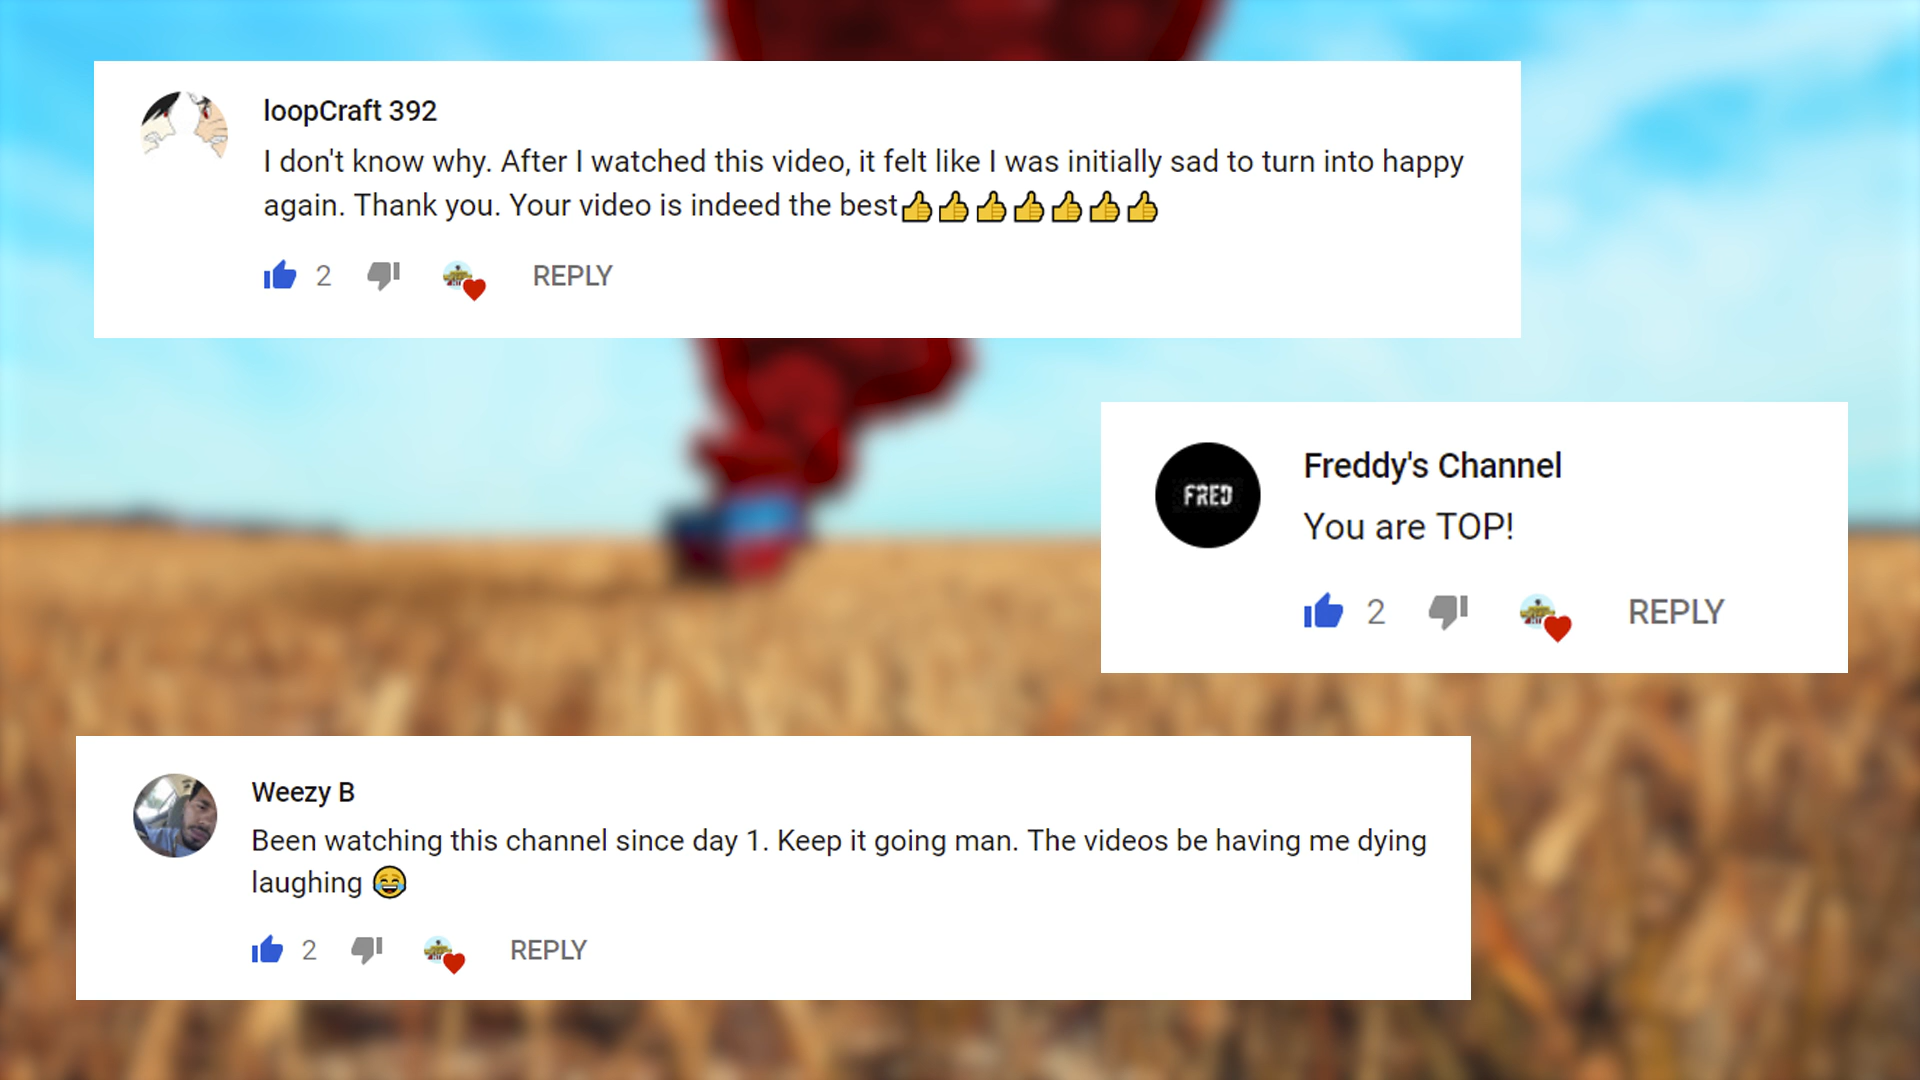 loopCraft 392
I don't know why. After I watched this video, it felt like I was initially sad to turn into happy
again. Thank you. Your video is indeed the best👍👍👍👍👍👍👍
2 REPLY
FRED
Freddy's Channel
You are TOP!
2 REPLY
Weezy B
Been watching this channel since day 1. Keep it going man. The videos be having me dying
laughing 😂
2 REPLY